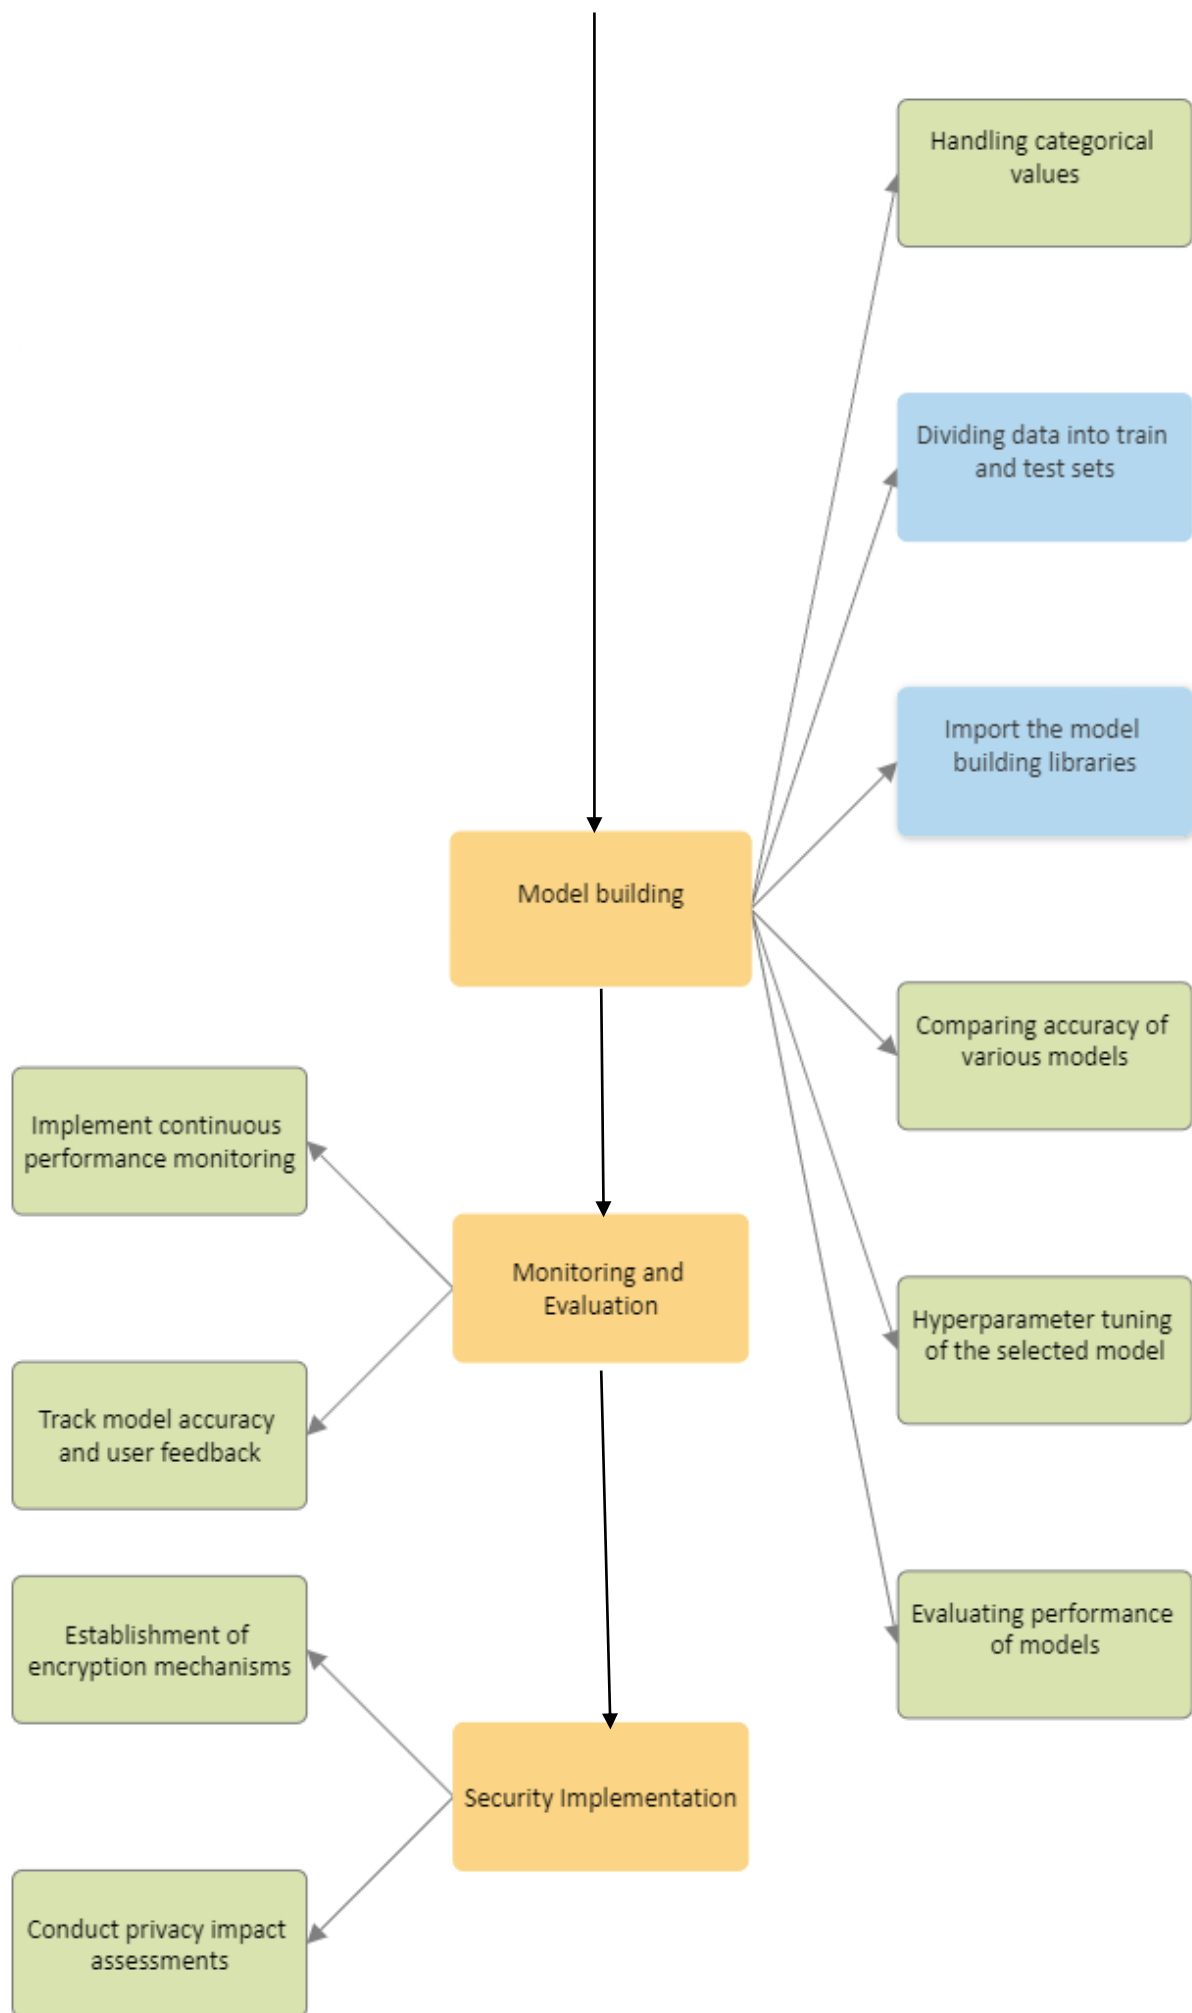 Handling categorical
values
Dividing data into train
and test sets
Import the model
building libraries
Model building
Comparing accuracy of
various models
Implement continuous
performance monitoring
Monitoring and
Evaluation
Hyperparameter tuning
of the selected model
Track model accuracy
and user feedback
Establishment of
encryption mechanisms
Evaluating performance
of models
Security Implementation
Conduct privacy impact
assessments